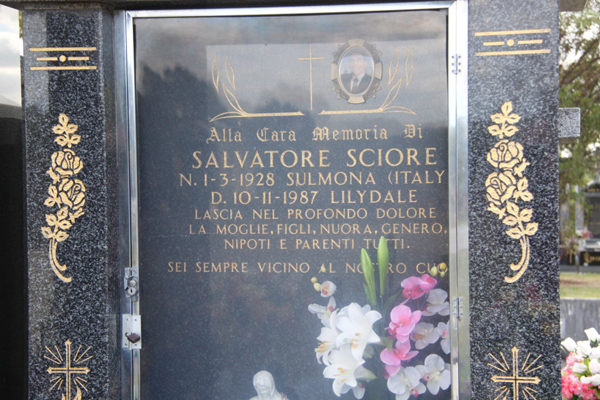 Alla Cara Memoria Di
SALVATORE SCIORE
N. 1-3-1928 SULMONA (ITALY
D. 10-11-1987 LILYDALE
LASCIA NEL PROFONDO DOLORE
LA MOGLIE, FIGLI, NUORA, GENERO,
NIPOTI E PARENTI TUTTI.
SEI SEMPRE VICINO AL NOSTRO